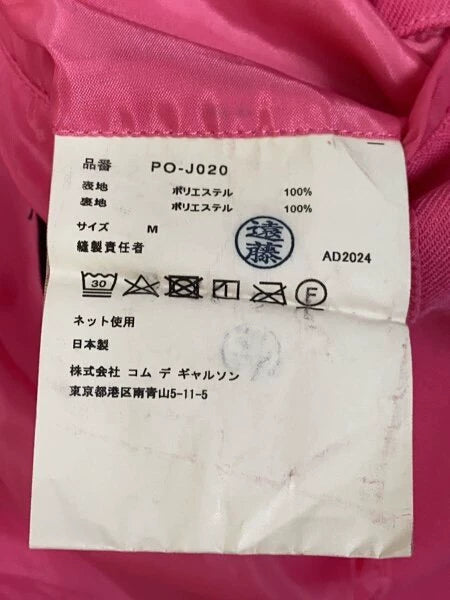 品番 PO-J020
表地 ポリエステル 100%
裏地 ポリエステル 100%
サイズ M
縫製責任者 遠藤 AD2024
30 F
ネット使用
日本製
株式会社 コム デ ギャルソン
東京都港区南青山5-11-5